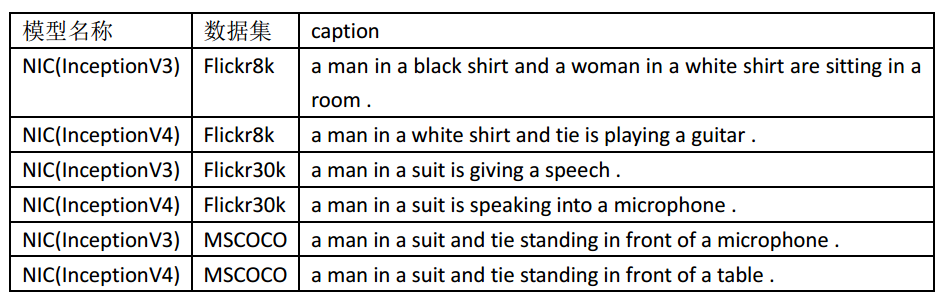 模型名称 数据集 caption
NIC(InceptionV3) Flickr8k a man in a black shirt and a woman in a white shirt are sitting in a
room .
NIC(InceptionV4) Flickr8k a man in a white shirt and tie is playing a guitar .
NIC(InceptionV3) Flickr30k a man in a suit is giving a speech .
NIC(InceptionV4) Flickr30k a man in a suit is speaking into a microphone .
NIC(InceptionV3) MSCOCO a man in a suit and tie standing in front of a microphone .
NIC(InceptionV4) MSCOCO a man in a suit and tie standing in front of a table .